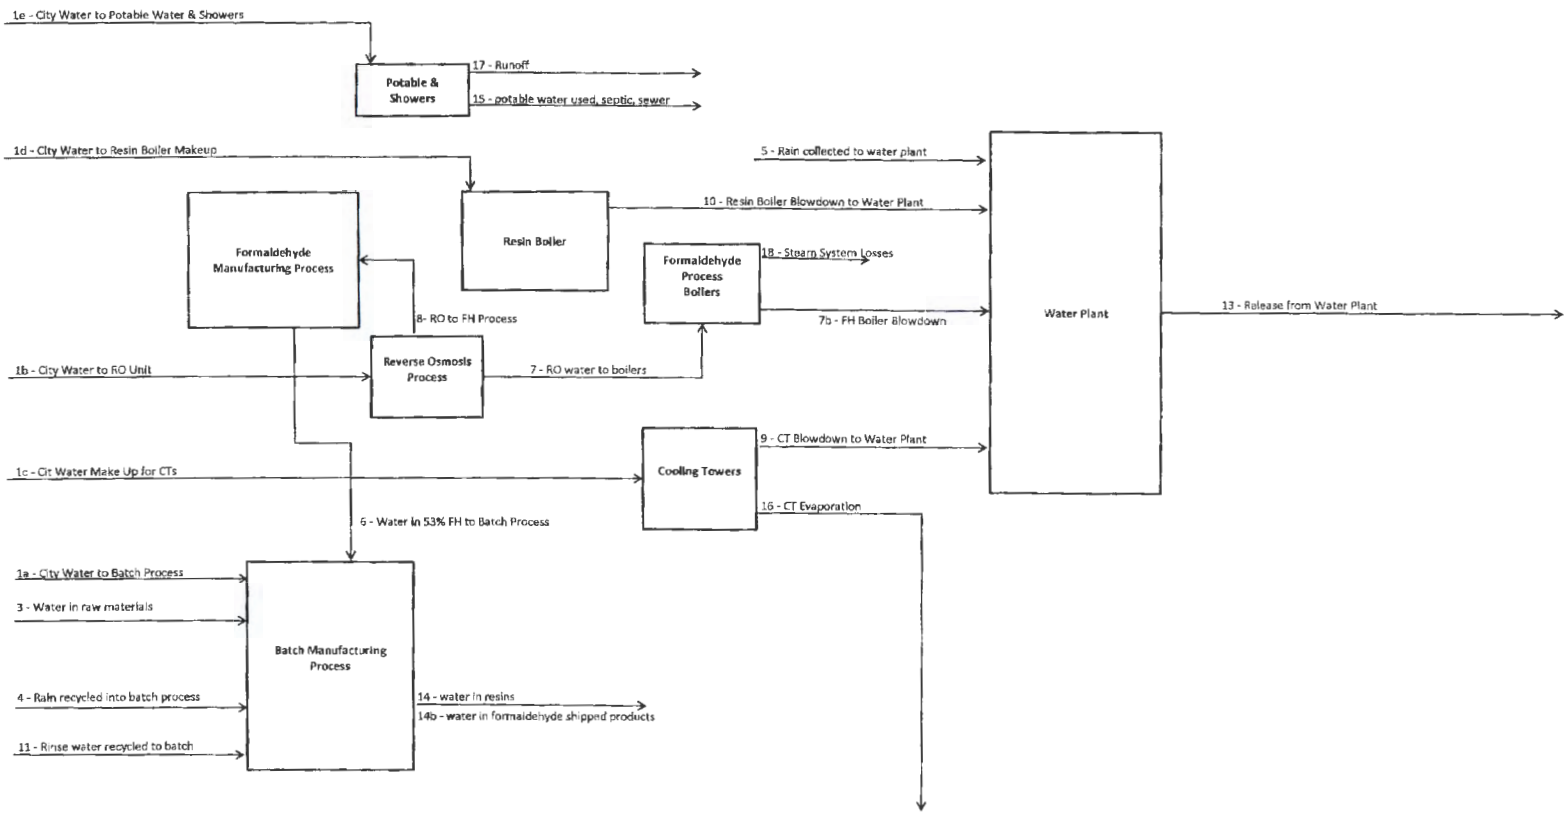 1e - City Water to Potable Water & Showers
17 - Runoff
Potable &
Showers
15 - potable water used, septic, sewer
1d - City Water to Resin Boiler Makeup
5 - Rain collected to water plant
10 - Resin Boiler Blowdown to Water Plant
Resin Boiler
Formaldehyde
Manufacturing Process
18 - Steam System Losses
Formaldehyde
Process
Boilers
8- RO to FH Process
7b - FH Boiler Blowdown
Water Plant
13 - Release from Water Plant
1b - City Water to RO Unit
Reverse Osmosis
Process
7 - RO water to boilers
9 - CT Blowdown to Water Plant
1c - Cit Water Make Up for CTs
Cooling Towers
16 - CT Evaporation
6 - Water in 53% FH to Batch Process
1a - City Water to Batch Process
3 - Water in raw materials
Batch Manufacturing
Process
4 - Rain recycled into batch process
14 - water in resins
14b - water in formaldehyde shipped products
11 - Rinse water recycled to batch